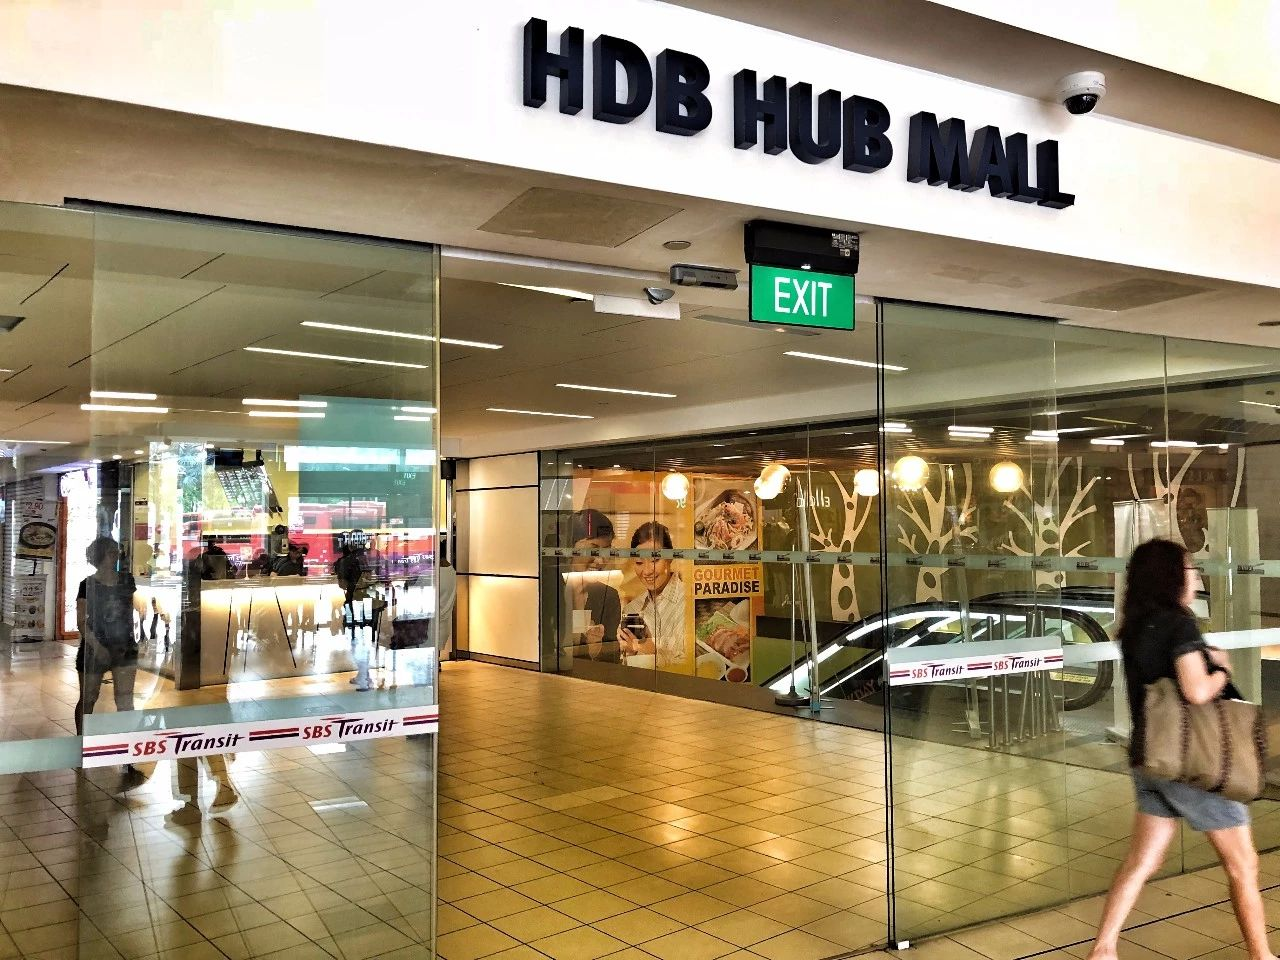 HDB HUB MALL
EXIT
GOURMET
PARADISE
SBS Transit SBS Transit
SBS Transit SBS Transit